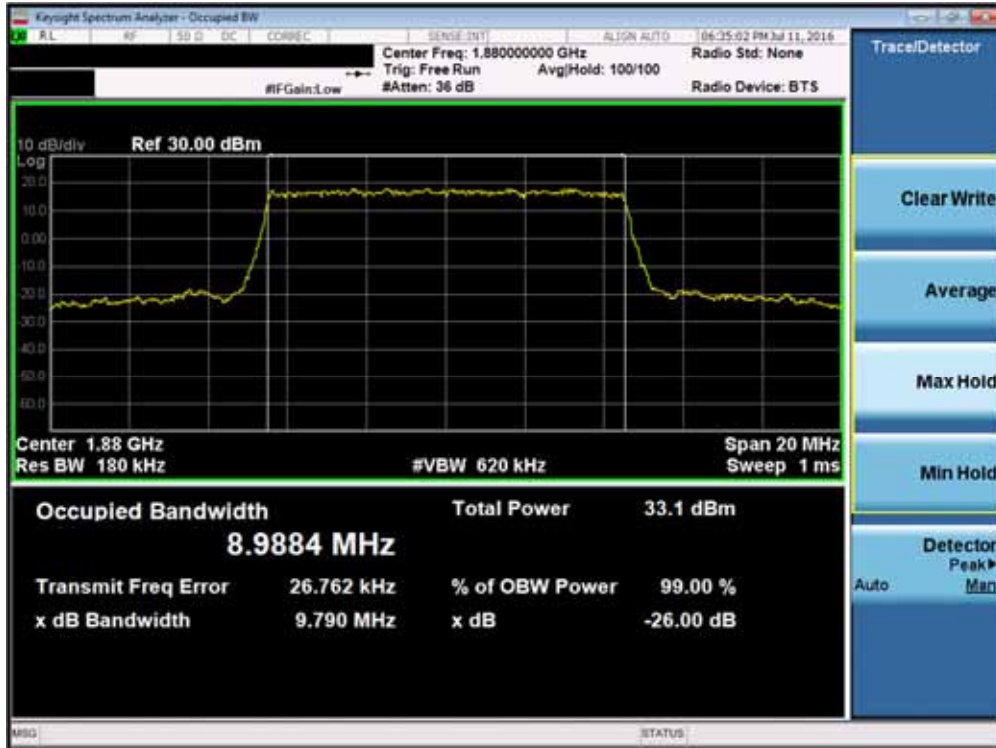 Keysight Spectrum Analyzer - Occupied BW
RL RF 50 Ω DC CORREC SENSE:INT ALIGN AUTO 06:35:02 PM Jul 11, 2016
Center Freq: 1.880000000 GHz Radio Std: None
Trig: Free Run Avg|Hold: 100/100
#IFGain:Low #Atten: 36 dB Radio Device: BTS
Trace/Detector
10 dB/div Ref 30.00 dBm
Log
20.0
10.0
0.00
-10.0
-20.0
-30.0
-40.0
-50.0
-60.0
Center 1.88 GHz Span 20 MHz
Res BW 180 kHz #VBW 620 kHz Sweep 1 ms
Occupied Bandwidth Total Power 33.1 dBm
8.9884 MHz
Transmit Freq Error 26.762 kHz % of OBW Power 99.00 %
x dB Bandwidth 9.790 MHz x dB -26.00 dB
Clear Write
Average
Max Hold
Min Hold
Detector
Peak▶
Auto Man
MSG STATUS